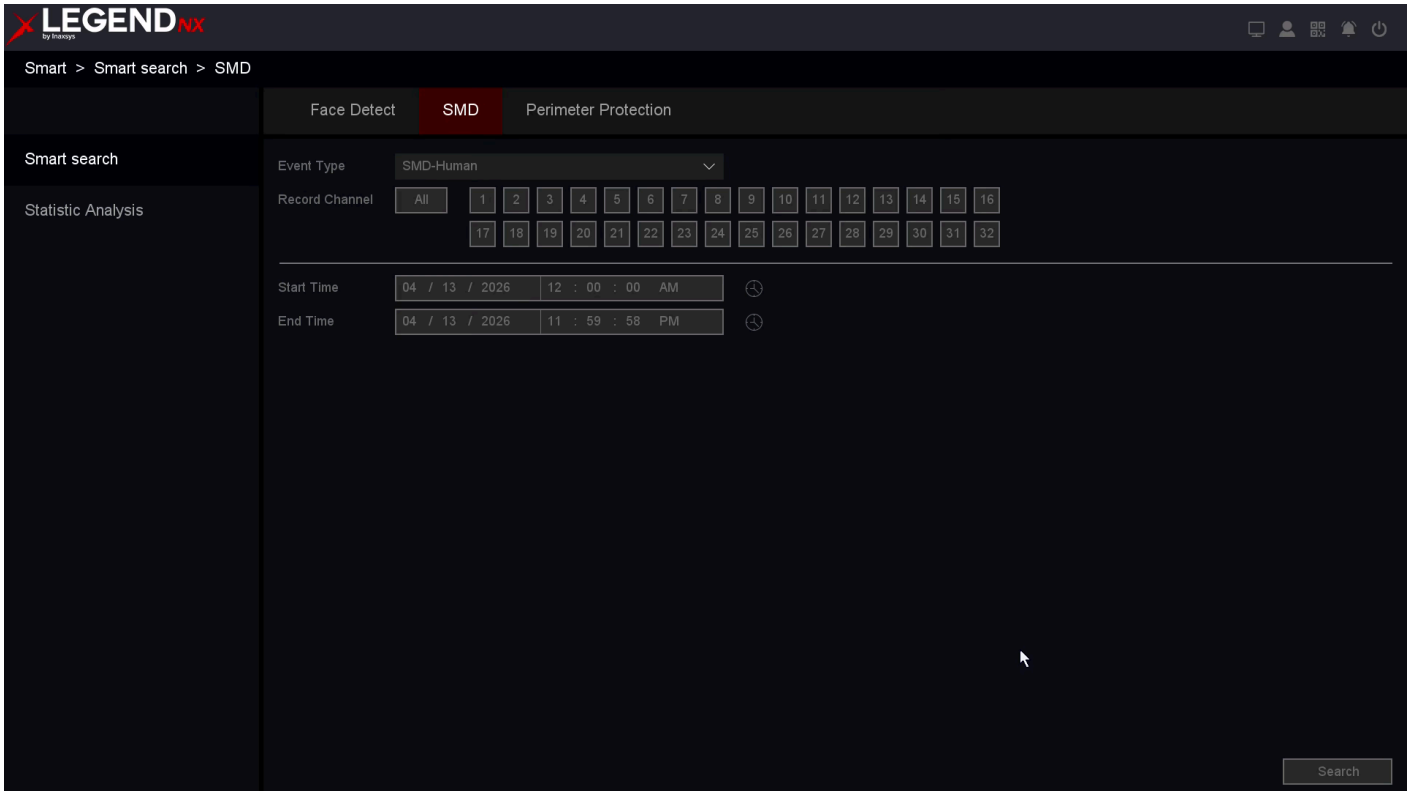 LEGEND NX
by Inaxsys
Smart > Smart search > SMD
Face Detect SMD Perimeter Protection
Smart search
Statistic Analysis
Event Type SMD-Human
Record Channel All 1 2 3 4 5 6 7 8 9 10 11 12 13 14 15 16
17 18 19 20 21 22 23 24 25 26 27 28 29 30 31 32
Start Time 04 / 13 / 2026 12 : 00 : 00 AM
End Time 04 / 13 / 2026 11 : 59 : 58 PM
Search